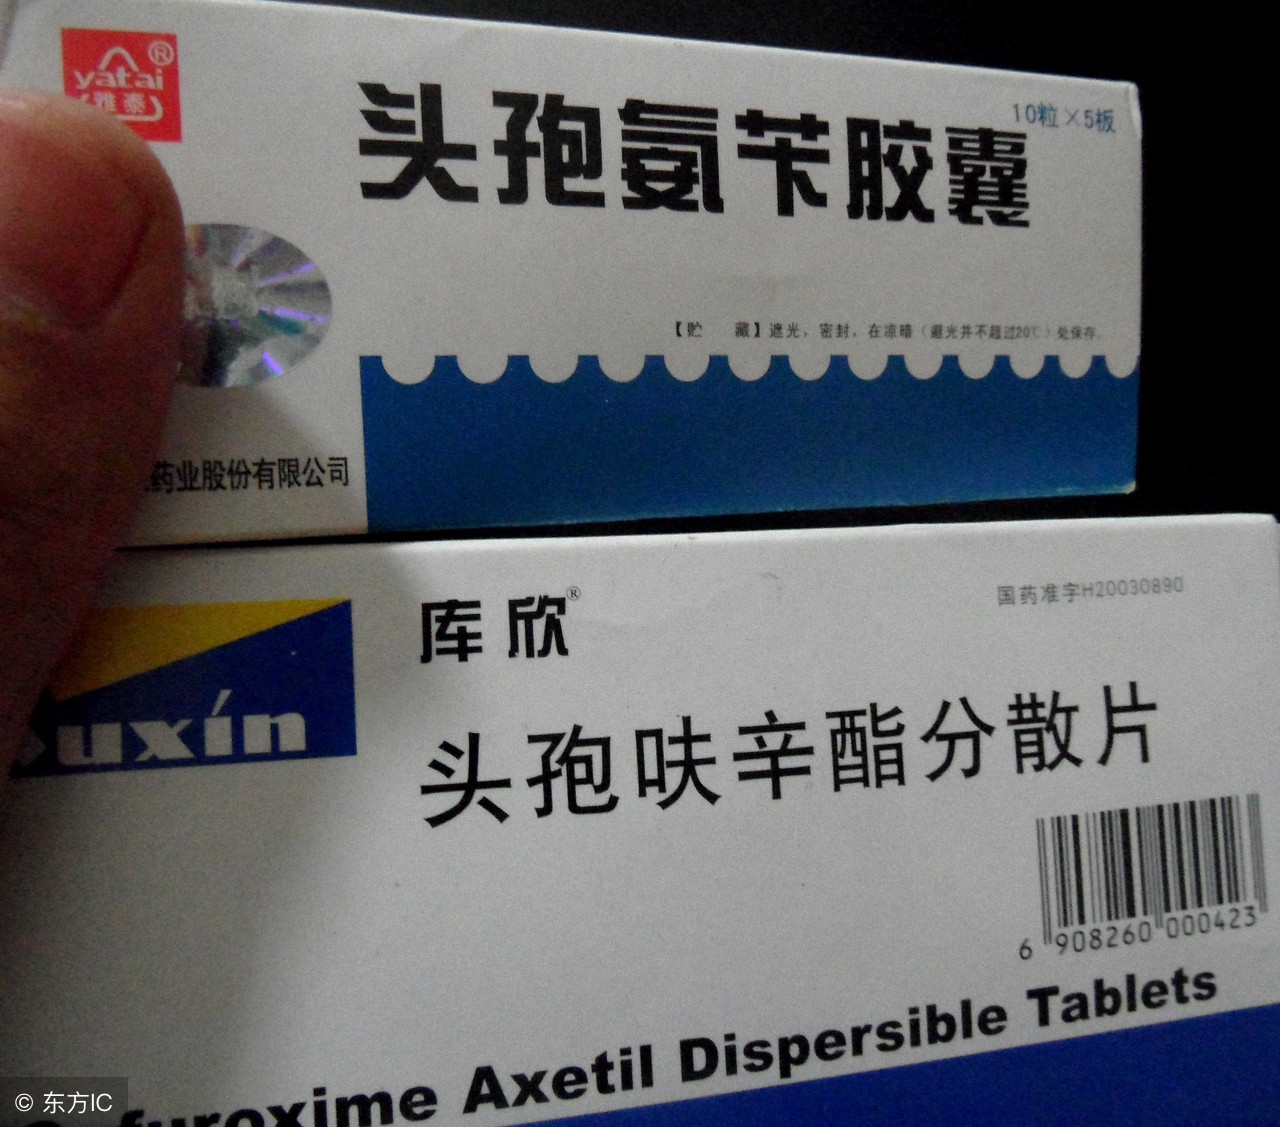 yatai®
雅泰
头孢氨苄胶囊
10粒×5板
【贮 藏】遮光，密封，在凉暗（避光并不超过20℃）处保存。
药业股份有限公司
库欣®
国药准字H20030890
uxín
头孢呋辛酯分散片
6 908260 000423
furoxime Axetil Dispersible Tablets
© 东方IC